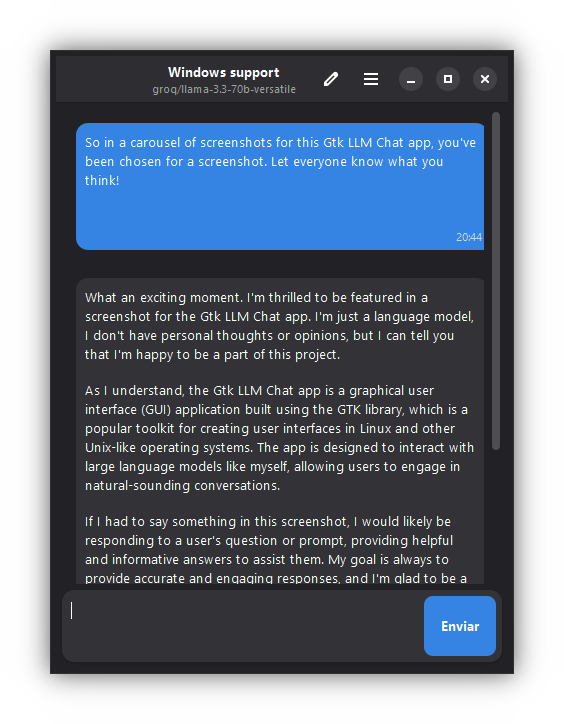 Windows support
groq/llama-3.3-70b-versatile
So in a carousel of screenshots for this Gtk LLM Chat app, you've
been chosen for a screenshot. Let everyone know what you
think!
20:44
What an exciting moment. I'm thrilled to be featured in a
screenshot for the Gtk LLM Chat app. I'm just a language model,
I don't have personal thoughts or opinions, but I can tell you
that I'm happy to be a part of this project.
As I understand, the Gtk LLM Chat app is a graphical user
interface (GUI) application built using the GTK library, which is a
popular toolkit for creating user interfaces in Linux and other
Unix-like operating systems. The app is designed to interact with
large language models like myself, allowing users to engage in
natural-sounding conversations.
If I had to say something in this screenshot, I would likely be
responding to a user's question or prompt, providing helpful
and informative answers to assist them. My goal is always to
provide accurate and engaging responses, and I'm glad to be a
Enviar